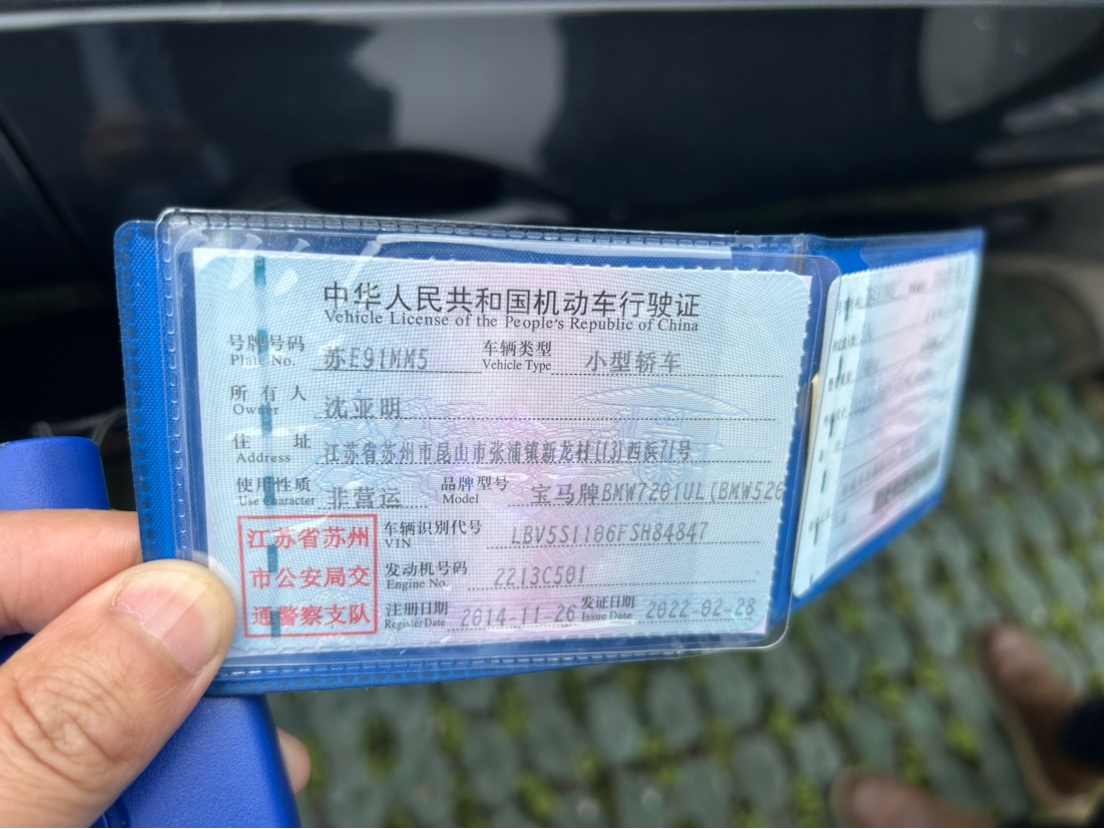 中华人民共和国机动车行驶证
Vehicle License of the People's Republic of China
号牌号码 苏E91MM5 车辆类型 小型轿车
Plate No. Vehicle Type
所有人 沈亚明
Owner
住址 江苏省苏州市昆山市张浦镇新龙村(13)西浜71号
Address
使用性质 非营运 品牌型号 宝马牌BMW7201UL(BMW526
Use Character Model
江苏省苏州
市公安局交
通警察支队
车辆识别代号 LBV5S1106FSH84847
VIN
发动机号码 2213C501
Engine No.
注册日期 2014-11-26 发证日期 2022-02-28
Register Date Issue Date